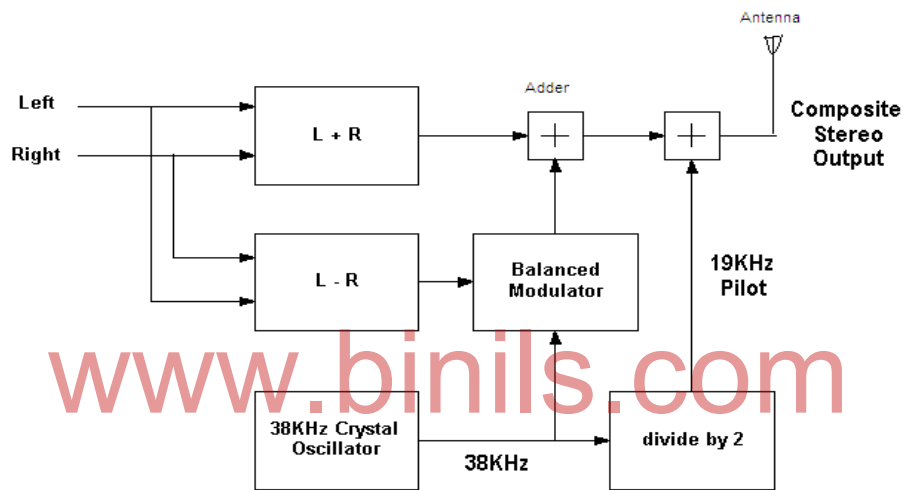 Antenna
Left
Right
L + R
Adder
Composite
Stereo
Output
L - R
Balanced
Modulator
19KHz
Pilot
www.binils.com
38KHz Crystal
Oscillator
38KHz
divide by 2